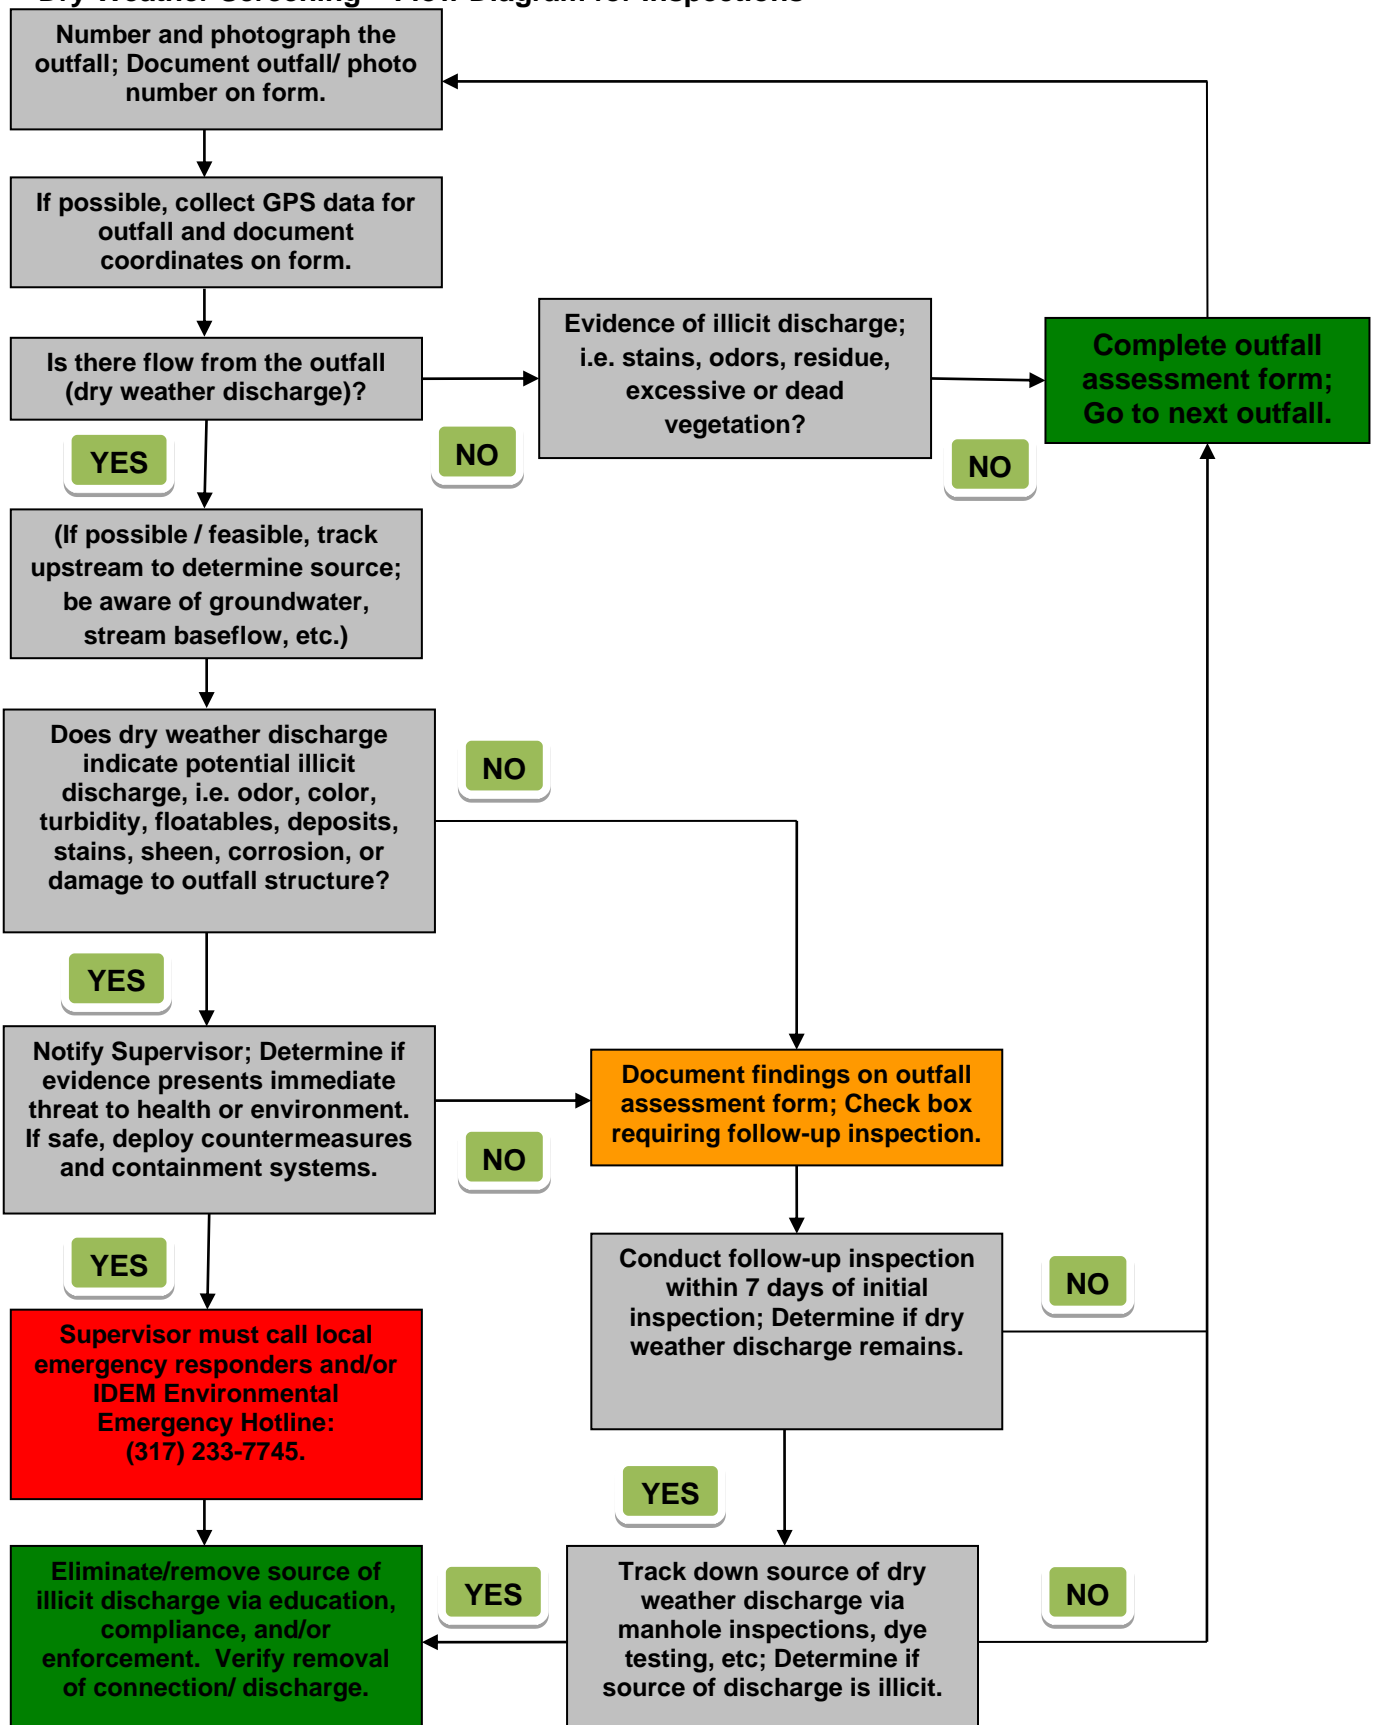 Dry Weather Screening – Flow Diagram for Inspections
Number and photograph the
outfall; Document outfall/ photo
number on form.
If possible, collect GPS data for
outfall and document
coordinates on form.
Is there flow from the outfall
(dry weather discharge)?
Evidence of illicit discharge;
i.e. stains, odors, residue,
excessive or dead
vegetation?
Complete outfall
assessment form;
Go to next outfall.
YES
NO
NO
(If possible / feasible, track
upstream to determine source;
be aware of groundwater,
stream baseflow, etc.)
Does dry weather discharge
indicate potential illicit
discharge, i.e. odor, color,
turbidity, floatables, deposits,
stains, sheen, corrosion, or
damage to outfall structure?
NO
YES
Notify Supervisor; Determine if
evidence presents immediate
threat to health or environment.
If safe, deploy countermeasures
and containment systems.
NO
Document findings on outfall
assessment form; Check box
requiring follow-up inspection.
YES
Conduct follow-up inspection
within 7 days of initial
inspection; Determine if dry
weather discharge remains.
NO
Supervisor must call local
emergency responders and/or
IDEM Environmental
Emergency Hotline:
(317) 233-7745.
YES
Eliminate/remove source of
illicit discharge via education,
compliance, and/or
enforcement.  Verify removal
of connection/ discharge.
YES
Track down source of dry
weather discharge via
manhole inspections, dye
testing, etc; Determine if
source of discharge is illicit.
NO